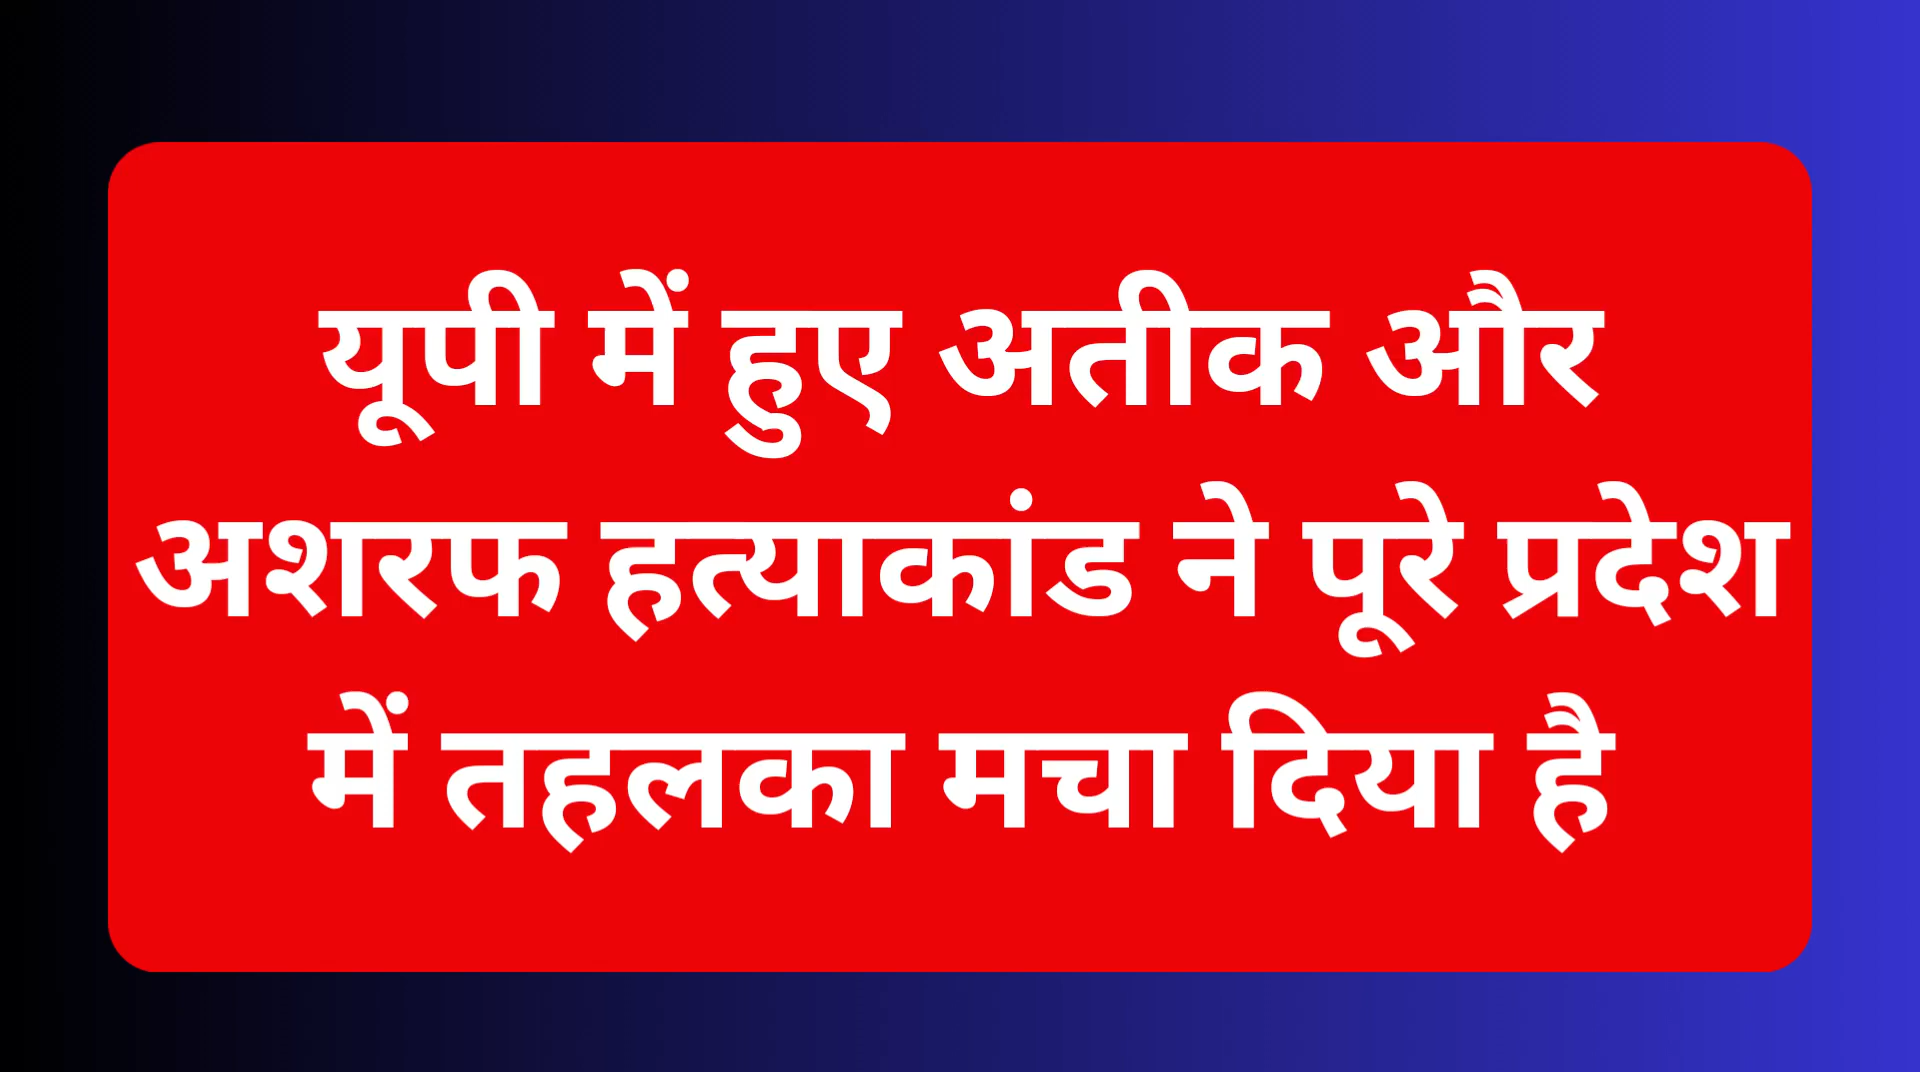 यूपी में हुए अतीक और
अशरफ हत्याकांड ने पूरे प्रदेश
में तहलका मचा दिया है